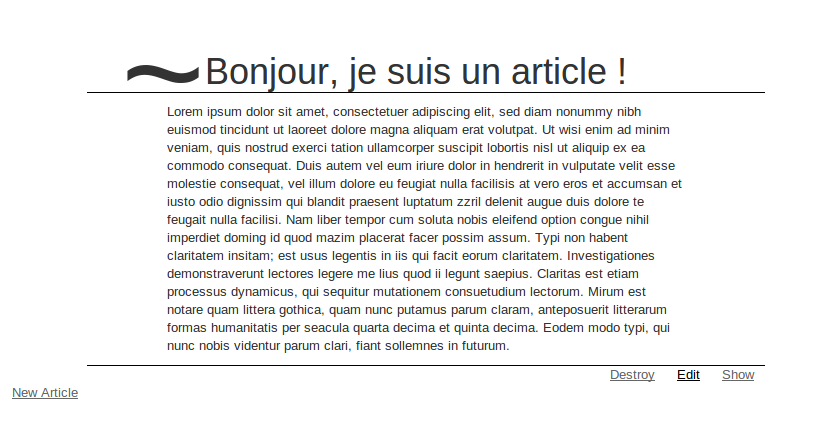 ~ Bonjour, je suis un article !
Lorem ipsum dolor sit amet, consectetuer adipiscing elit, sed diam nonummy nibh
euismod tincidunt ut laoreet dolore magna aliquam erat volutpat. Ut wisi enim ad minim
veniam, quis nostrud exerci tation ullamcorper suscipit lobortis nisl ut aliquip ex ea
commodo consequat. Duis autem vel eum iriure dolor in hendrerit in vulputate velit esse
molestie consequat, vel illum dolore eu feugiat nulla facilisis at vero eros et accumsan et
iusto odio dignissim qui blandit praesent luptatum zzril delenit augue duis dolore te
feugait nulla facilisi. Nam liber tempor cum soluta nobis eleifend option congue nihil
imperdiet doming id quod mazim placerat facer possim assum. Typi non habent
claritatem insitam; est usus legentis in iis qui facit eorum claritatem. Investigationes
demonstraverunt lectores legere me lius quod ii legunt saepius. Claritas est etiam
processus dynamicus, qui sequitur mutationem consuetudium lectorum. Mirum est
notare quam littera gothica, quam nunc putamus parum claram, anteposuerit litterarum
formas humanitatis per seacula quarta decima et quinta decima. Eodem modo typi, qui
nunc nobis videntur parum clari, fiant sollemnes in futurum.
Destroy Edit Show
New Article